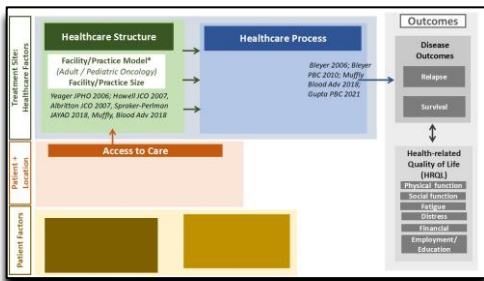 Treatment Site:
Healthcare Factors
Healthcare Structure
Facility/Practice Model*
(Adult / Pediatric Oncology)
Facility/Practice Size
Yeager JPHO 2006; Howell JCO 2007,
Albritton JCO 2007, Spraker-Perlman
JAYAO 2018, Muffly, Blood Adv 2018
Healthcare Process
Bleyer 2006; Bleyer
PBC 2010; Muffly
Blood Adv 2018;
Gupta PBC 2021
Outcomes
Disease
Outcomes
Relapse
Survival
Health-related
Quality of Life
(HRQL)
Physical function
Social function
Fatigue
Distress
Financial
Employment/
Education
Patient +
Location
Access to Care
Patient Factors